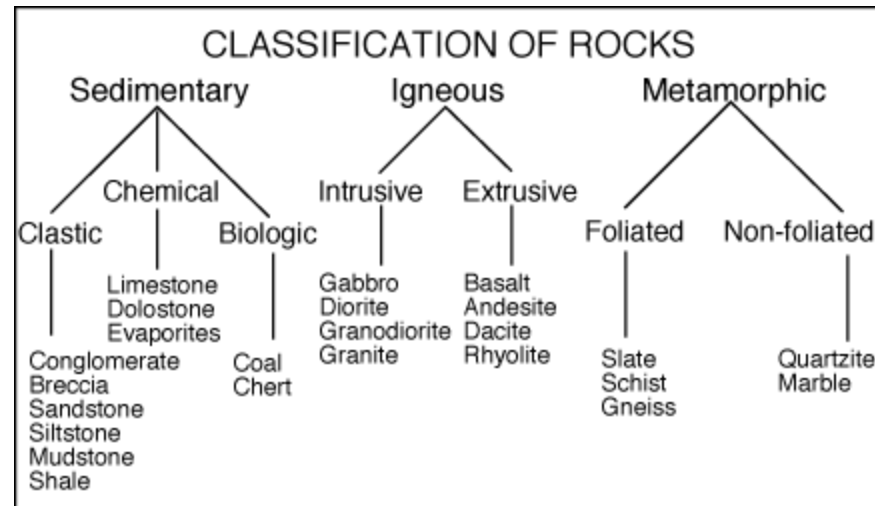 CLASSIFICATION OF ROCKS
Sedimentary
Igneous
Metamorphic
Clastic
Chemical
Biologic
Intrusive
Extrusive
Foliated
Non-foliated
Conglomerate
Breccia
Sandstone
Siltstone
Mudstone
Shale
Limestone
Dolostone
Evaporites
Coal
Chert
Gabbro
Diorite
Granodiorite
Granite
Basalt
Andesite
Dacite
Rhyolite
Slate
Schist
Gneiss
Quartzite
Marble